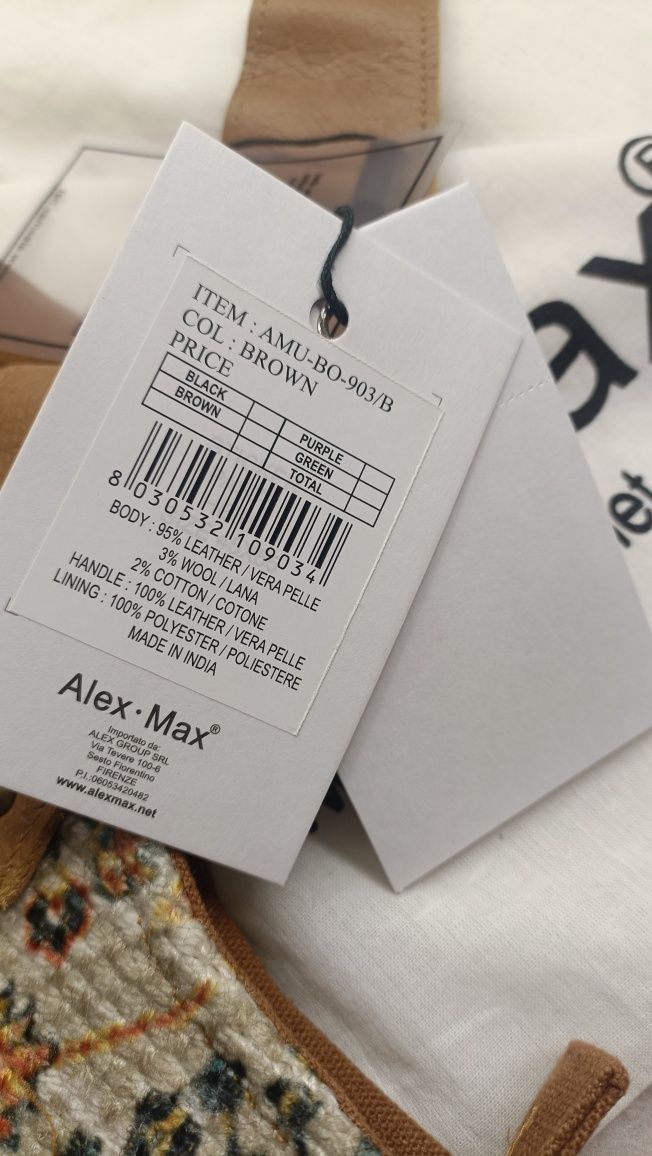 ITEM : AMU-BO-903/B
COL : BROWN
PRICE
BLACK PURPLE
BROWN GREEN
TOTAL
8 030532 109034
BODY : 95% LEATHER / VERA PELLE
3% WOOL / LANA
2% COTTON / COTONE
HANDLE : 100% LEATHER / VERA PELLE
LINING : 100% POLYESTER / POLIESTERE
MADE IN INDIA
Alex·Max®
Importato da:
ALEX GROUP SRL
Via Tevere 100-6
Sesto Fiorentino
FIRENZE
P.I.:06053420482
www.alexmax.net
ax®
net